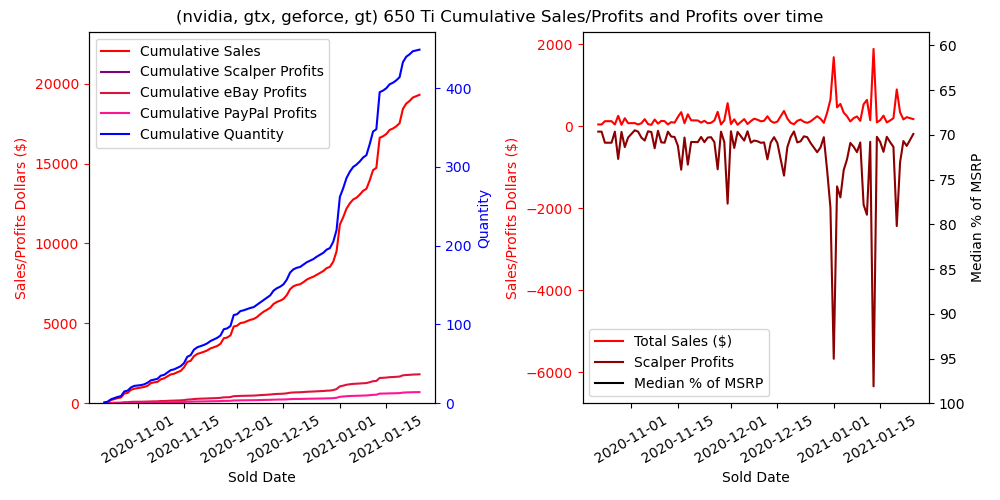 (nvidia, gtx, geforce, gt) 650 Ti Cumulative Sales/Profits and Profits over time
Cumulative Sales
Cumulative Scalper Profits
Cumulative eBay Profits
Cumulative PayPal Profits
Cumulative Quantity
Sales/Profits Dollars ($)
20000
15000
10000
5000
0
400
300
200
100
0
Quantity
2020-11-01
2020-11-15
2020-12-01
2020-12-15
2021-01-01
2021-01-15
Sold Date
Sales/Profits Dollars ($)
2000
0
−2000
−4000
−6000
Total Sales ($)
Scalper Profits
Median % of MSRP
60
65
70
75
80
85
90
95
100
Median % of MSRP
2020-11-01
2020-11-15
2020-12-01
2020-12-15
2021-01-01
2021-01-15
Sold Date